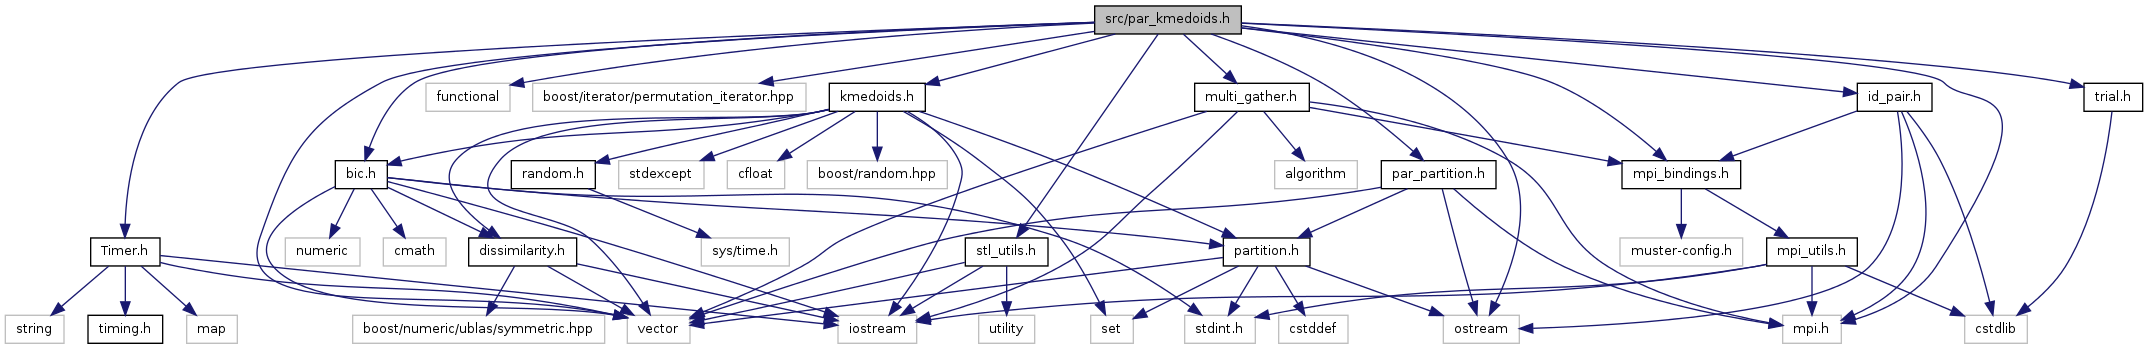 src/par_kmedoids.h
functional
boost/iterator/permutation_iterator.hpp
kmedoids.h
multi_gather.h
id_pair.h
trial.h
bic.h
random.h
stdexcept
cfloat
boost/random.hpp
algorithm
par_partition.h
mpi_bindings.h
Timer.h
numeric
cmath
dissimilarity.h
sys/time.h
stl_utils.h
partition.h
muster-config.h
mpi_utils.h
string
timing.h
map
boost/numeric/ublas/symmetric.hpp
vector
iostream
utility
set
stdint.h
cstddef
ostream
mpi.h
cstdlib